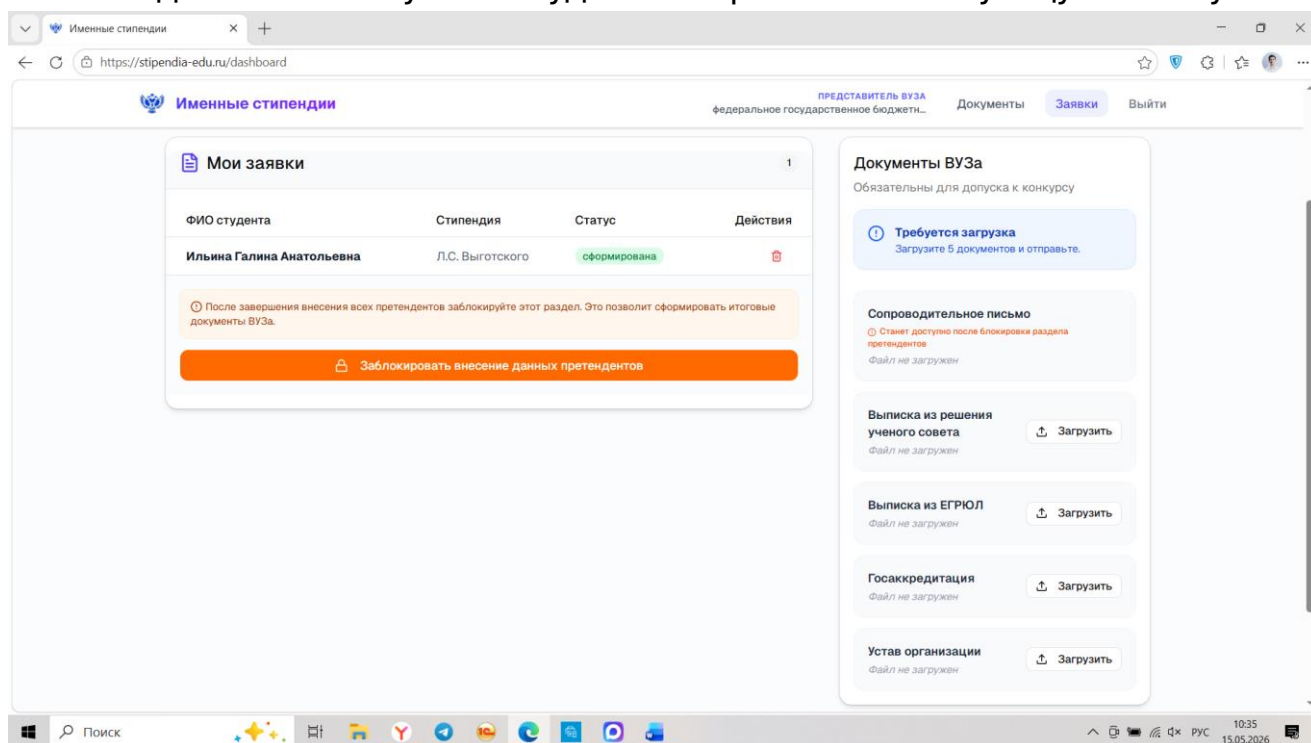 Именные стипендии
https://stipendia-edu.ru/dashboard
Именные стипендии
ПРЕДСТАВИТЕЛЬ ВУЗА
федеральное государственное бюджетн...
Документы
Заявки
Выйти
Мои заявки
1
ФИО студента Стипендия Статус Действия
Ильина Галина Анатольевна Л.С. Выготского сформирована
После завершения внесения всех претендентов заблокируйте этот раздел. Это позволит сформировать итоговые
документы ВУЗа.
Заблокировать внесение данных претендентов
Документы ВУЗа
Обязательны для допуска к конкурсу
Требуется загрузка
Загрузите 5 документов и отправьте.
Сопроводительное письмо
Станет доступно после блокировки раздела
претендентов
Файл не загружен
Выписка из решения
ученого совета
Файл не загружен
Загрузить
Выписка из ЕГРЮЛ
Файл не загружен
Загрузить
Госаккредитация
Файл не загружен
Загрузить
Устав организации
Файл не загружен
Загрузить
Поиск
РУС
10:35
15.05.2026